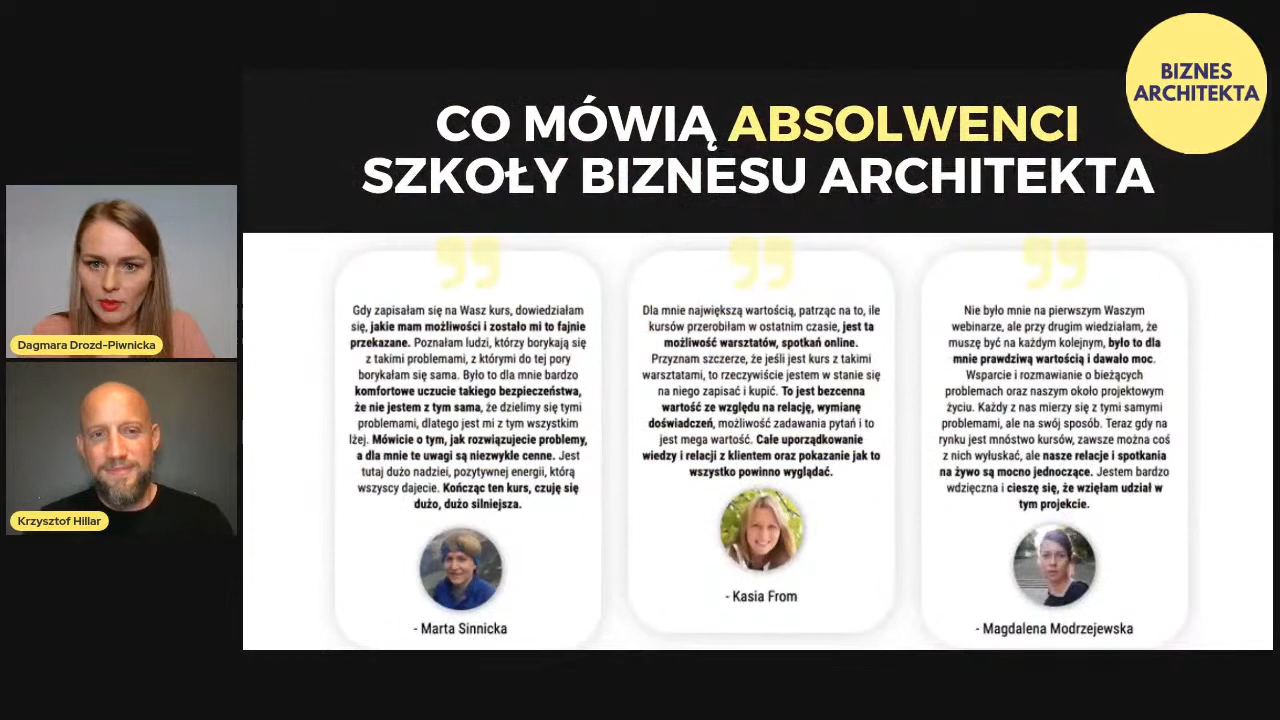 BIZNES
ARCHITEKTA
CO MÓWIĄ ABSOLWENCI
SZKOŁY BIZNESU ARCHITEKTA
Dagmara Drozd-Piwnicka
Krzysztof Hillar
Gdy zapisałam się na Wasz kurs, dowiedziałam
się, jakie mam możliwości i zostało mi to fajnie
przekazane. Poznałam ludzi, którzy borykają się
z takimi problemami, z którymi do tej pory
borykałam się sama. Było to dla mnie bardzo
komfortowe uczucie takiego bezpieczeństwa,
że nie jestem z tym sama, że dzielimy się tymi
problemami, dlatego jest mi z tym wszystkim
lżej. Mówicie o tym, jak rozwiązujecie problemy,
a dla mnie te uwagi są niezwykle cenne. Jest
tutaj dużo nadziei, pozytywnej energii, którą
wszyscy dajecie. Kończąc ten kurs, czuję się
dużo, dużo silniejsza.
- Marta Sinnicka
Dla mnie największą wartością, patrząc na to, ile
kursów przerobiłam w ostatnim czasie, jest ta
możliwość warsztatów, spotkań online.
Przyznam szczerze, że jeśli jest kurs z takimi
warsztatami, to rzeczywiście jestem w stanie się
na niego zapisać i kupić. To jest bezcenna
wartość ze względu na relację, wymianę
doświadczeń, możliwość zadawania pytań i to
jest mega wartość. Całe uporządkowanie
wiedzy i relacji z klientem oraz pokazanie jak to
wszystko powinno wyglądać.
- Kasia From
Nie było mnie na pierwszym Waszym
webinarze, ale przy drugim wiedziałam, że
muszę być na każdym kolejnym, było to dla
mnie prawdziwą wartością i dawało moc.
Wsparcie i rozmawianie o bieżących
problemach oraz naszym około projektowym
życiu. Każdy z nas mierzy się z tymi samymi
problemami, ale na swój sposób. Teraz gdy na
rynku jest mnóstwo kursów, zawsze można coś
z nich wyłuskać, ale nasze relacje i spotkania
na żywo są mocno jednoczące. Jestem bardzo
wdzięczna i cieszę się, że wzięłam udział w
tym projekcie.
- Magdalena Modrzejewska